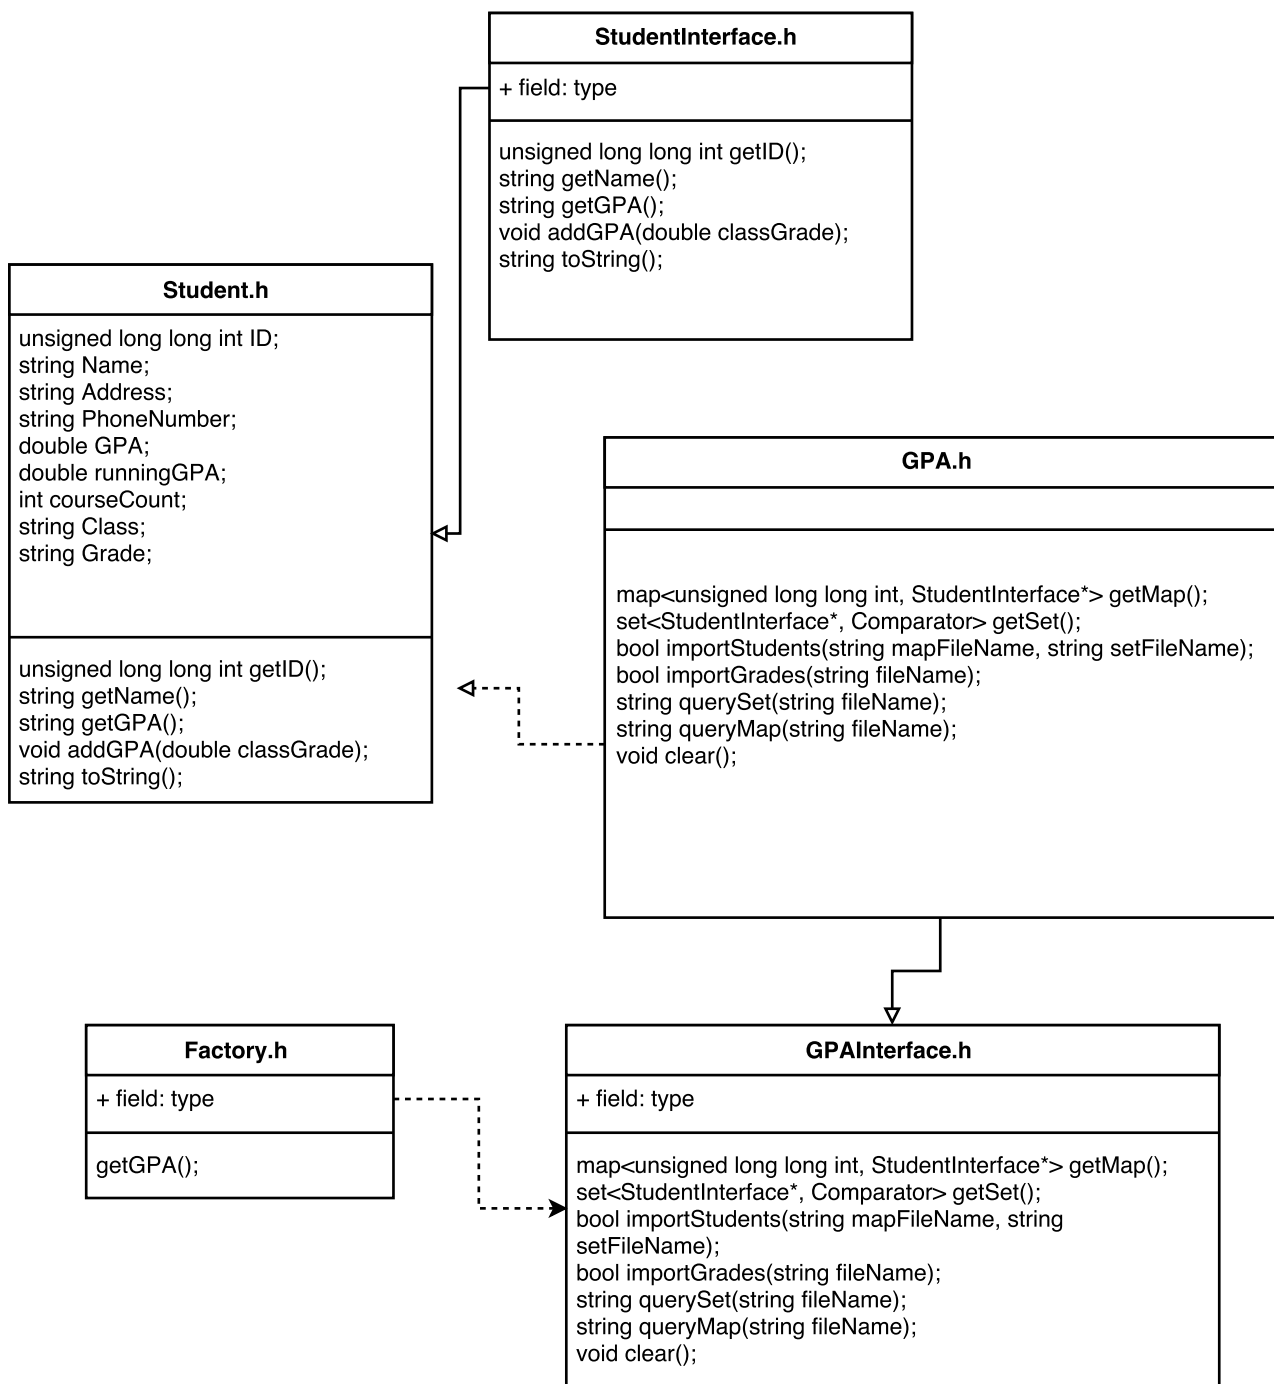 StudentInterface.h
+ field: type
unsigned long long int getID();
string getName();
string getGPA();
void addGPA(double classGrade);
string toString();
Student.h
unsigned long long int ID;
string Name;
string Address;
string PhoneNumber;
double GPA;
double runningGPA;
int courseCount;
string Class;
string Grade;
unsigned long long int getID();
string getName();
string getGPA();
void addGPA(double classGrade);
string toString();
GPA.h
map<unsigned long long int, StudentInterface*> getMap();
set<StudentInterface*, Comparator> getSet();
bool importStudents(string mapFileName, string setFileName);
bool importGrades(string fileName);
string querySet(string fileName);
string queryMap(string fileName);
void clear();
Factory.h
+ field: type
getGPA();
GPAInterface.h
+ field: type
map<unsigned long long int, StudentInterface*> getMap();
set<StudentInterface*, Comparator> getSet();
bool importStudents(string mapFileName, string
setFileName);
bool importGrades(string fileName);
string querySet(string fileName);
string queryMap(string fileName);
void clear();